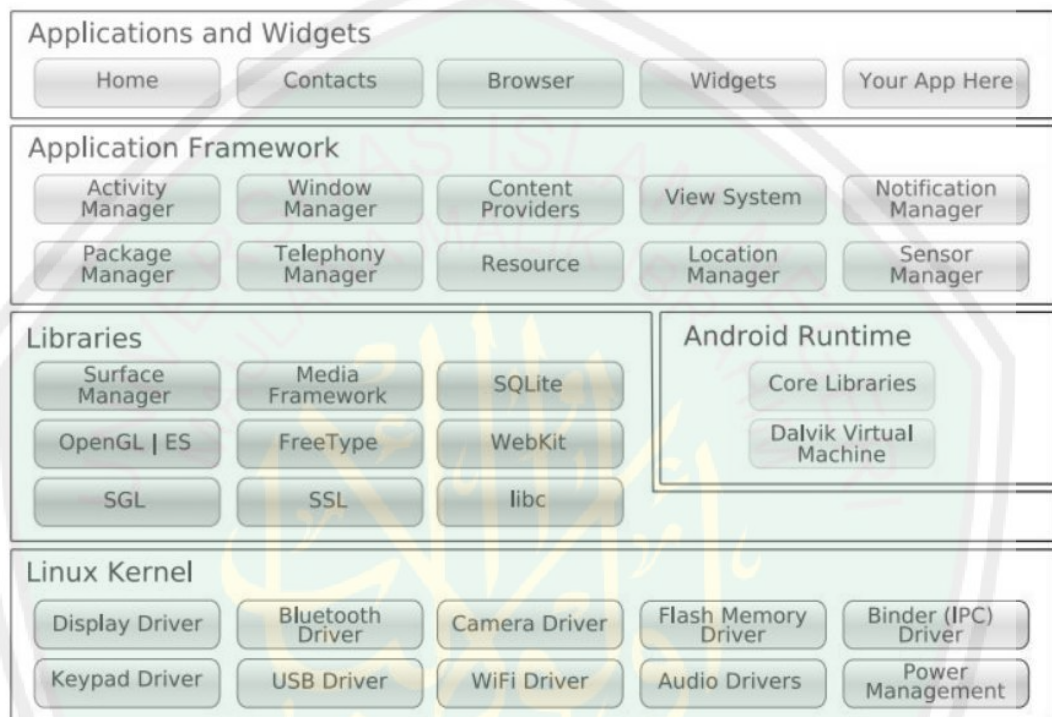 Applications and Widgets
Home
Contacts
Browser
Widgets
Your App Here
Application Framework
Activity
Manager
Window
Manager
Content
Providers
View System
Notification
Manager
Package
Manager
Telephony
Manager
Resource
Location
Manager
Sensor
Manager
Libraries
Surface
Manager
Media
Framework
SQLite
OpenGL | ES
FreeType
WebKit
SGL
SSL
libc
Android Runtime
Core Libraries
Dalvik Virtual
Machine
Linux Kernel
Display Driver
Bluetooth
Driver
Camera Driver
Flash Memory
Driver
Binder (IPC)
Driver
Keypad Driver
USB Driver
WiFi Driver
Audio Drivers
Power
Management